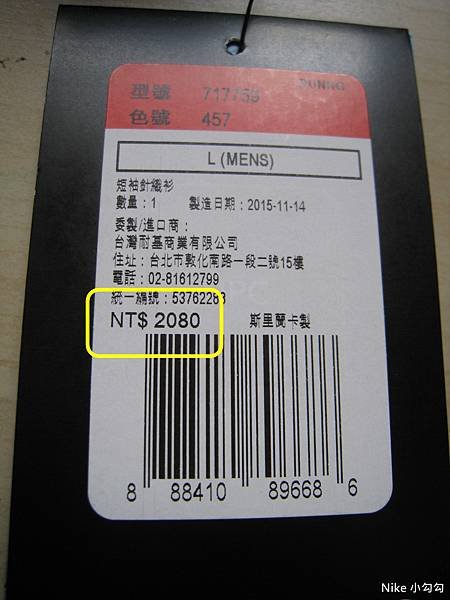 RUNNG
型號 717759
色號 457
L (MENS)
短袖針織衫
數量：1 製造日期：2015-11-14
委製/進口商：
台灣耐基商業有限公司
住址：台北市敦化南路一段二號15樓
電話：02-81612799
統一編號：53762283
NT$ 2080 斯里蘭卡製
8 88410 89668 6
Nike 小勾勾